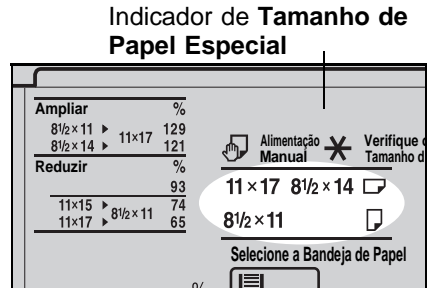 Indicador de Tamanho de
Papel Especial
Ampliar %
8½×11 ▶ 11×17 129
8½×14 ▶ 121
Reduzir %
93
11×15 ▶ 8½×11 74
11×17 ▶ 65
Alimentação
Manual
Verifique
Tamanho d
11×17 8½×14
8½×11
Selecione a Bandeja de Papel
%